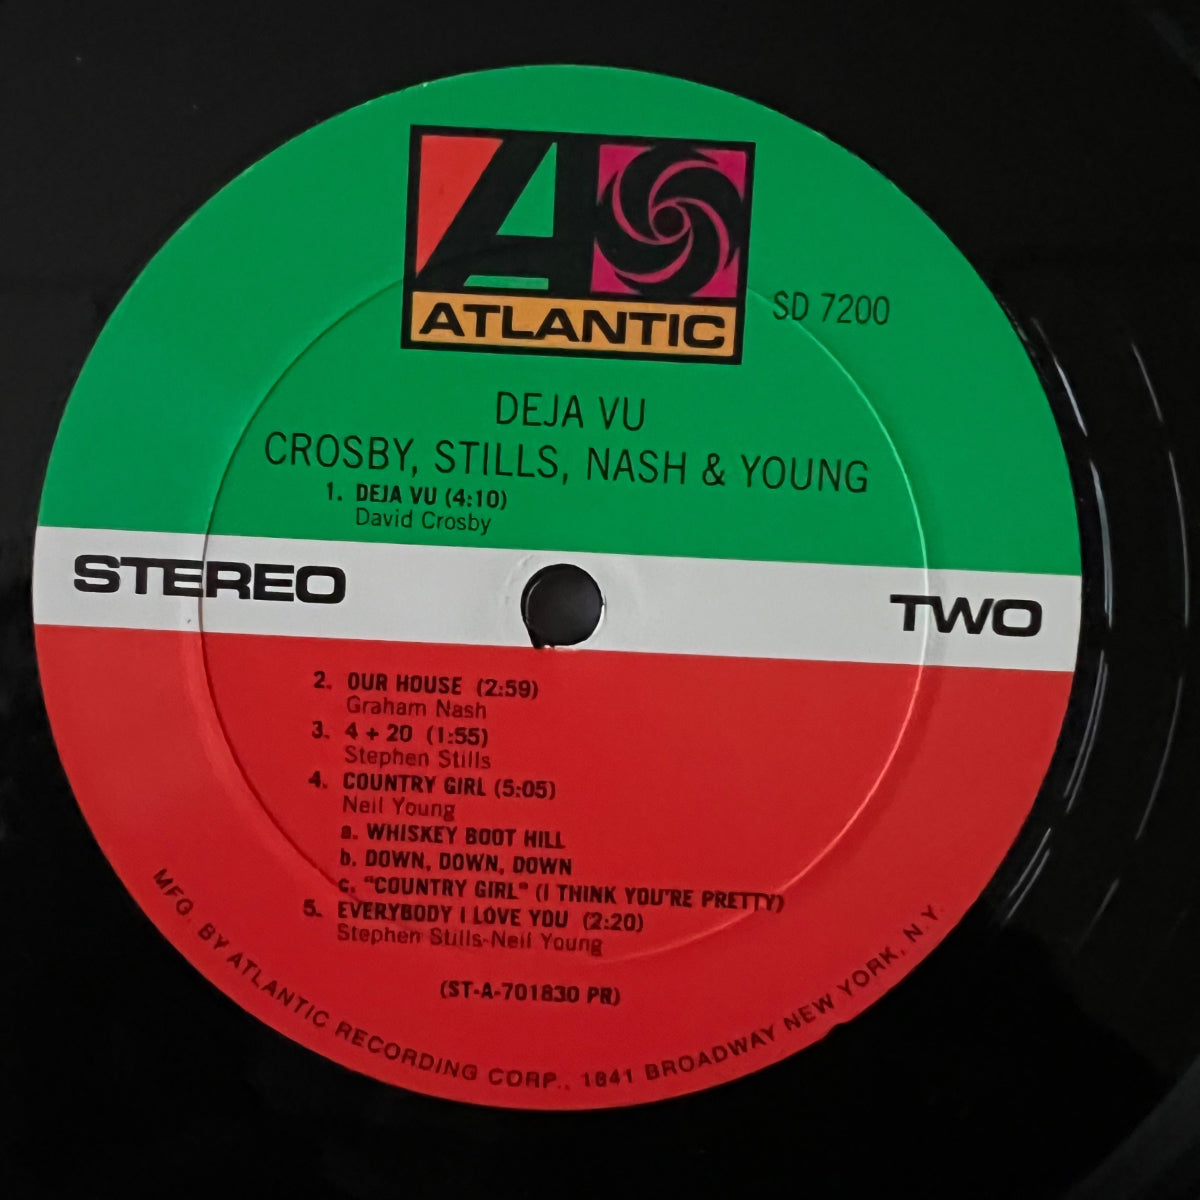 ATLANTIC
SD 7200
DEJA VU
CROSBY, STILLS, NASH & YOUNG
1. DEJA VU (4:10)
David Crosby
STEREO
TWO
2. OUR HOUSE (2:59)
Graham Nash
3. 4 + 20 (1:55)
Stephen Stills
4. COUNTRY GIRL (5:05)
Neil Young
a. WHISKEY BOOT HILL
b. DOWN, DOWN, DOWN
c. "COUNTRY GIRL" (I THINK YOU'RE PRETTY)
5. EVERYBODY I LOVE YOU (2:20)
Stephen Stills-Neil Young
(ST-A-701830 PR)
MFG. BY ATLANTIC RECORDING CORP., 1841 BROADWAY NEW YORK, N.Y.